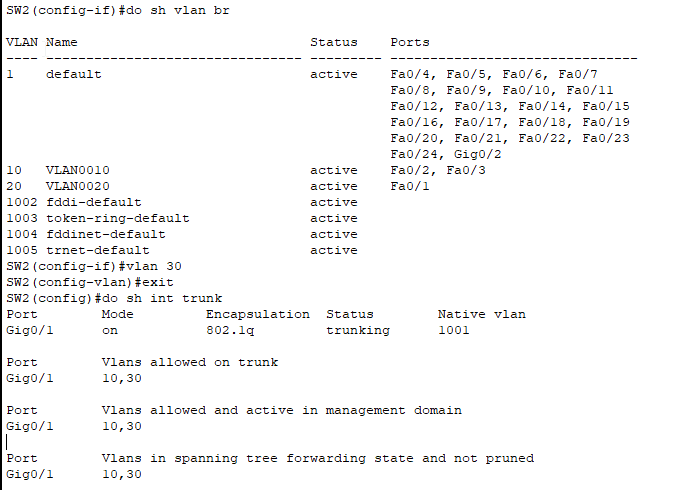 SW2(config-if)#do sh vlan br
VLAN Name                             Status    Ports
---- -------------------------------- --------- -------------------------------
1    default                          active    Fa0/4, Fa0/5, Fa0/6, Fa0/7
                                                Fa0/8, Fa0/9, Fa0/10, Fa0/11
                                                Fa0/12, Fa0/13, Fa0/14, Fa0/15
                                                Fa0/16, Fa0/17, Fa0/18, Fa0/19
                                                Fa0/20, Fa0/21, Fa0/22, Fa0/23
                                                Fa0/24, Gig0/2
10   VLAN0010                         active    Fa0/2, Fa0/3
20   VLAN0020                         active    Fa0/1
1002 fddi-default                     active
1003 token-ring-default               active
1004 fddinet-default                  active
1005 trnet-default                    active
SW2(config-if)#vlan 30
SW2(config-vlan)#exit
SW2(config)#do sh int trunk
Port        Mode         Encapsulation  Status        Native vlan
Gig0/1      on           802.1q         trunking      1001
Port        Vlans allowed on trunk
Gig0/1      10,30
Port        Vlans allowed and active in management domain
Gig0/1      10,30
Port        Vlans in spanning tree forwarding state and not pruned
Gig0/1      10,30